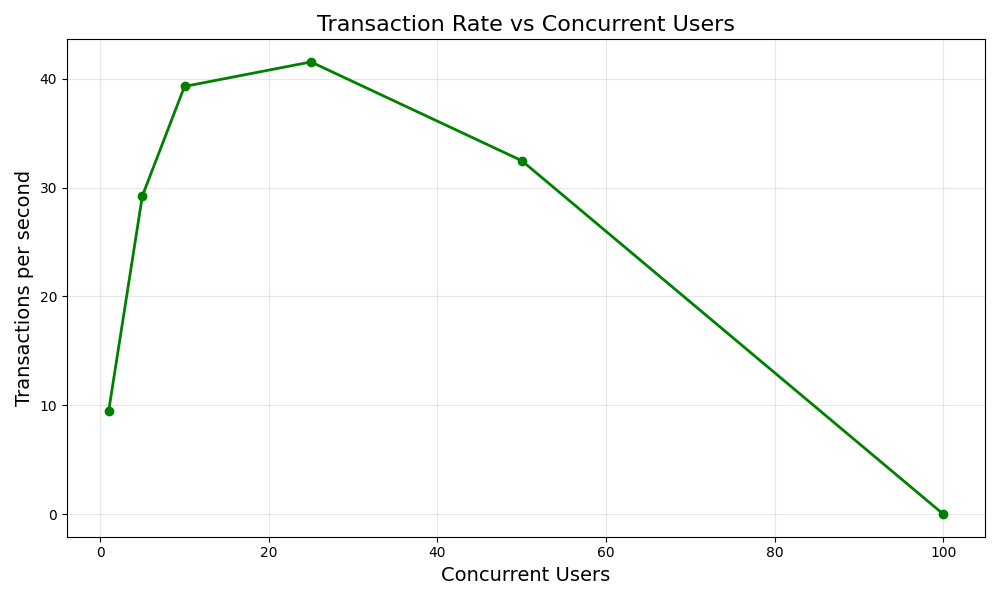 Transaction Rate vs Concurrent Users
Transactions per second
40
30
20
10
0
0 20 40 60 80 100
Concurrent Users